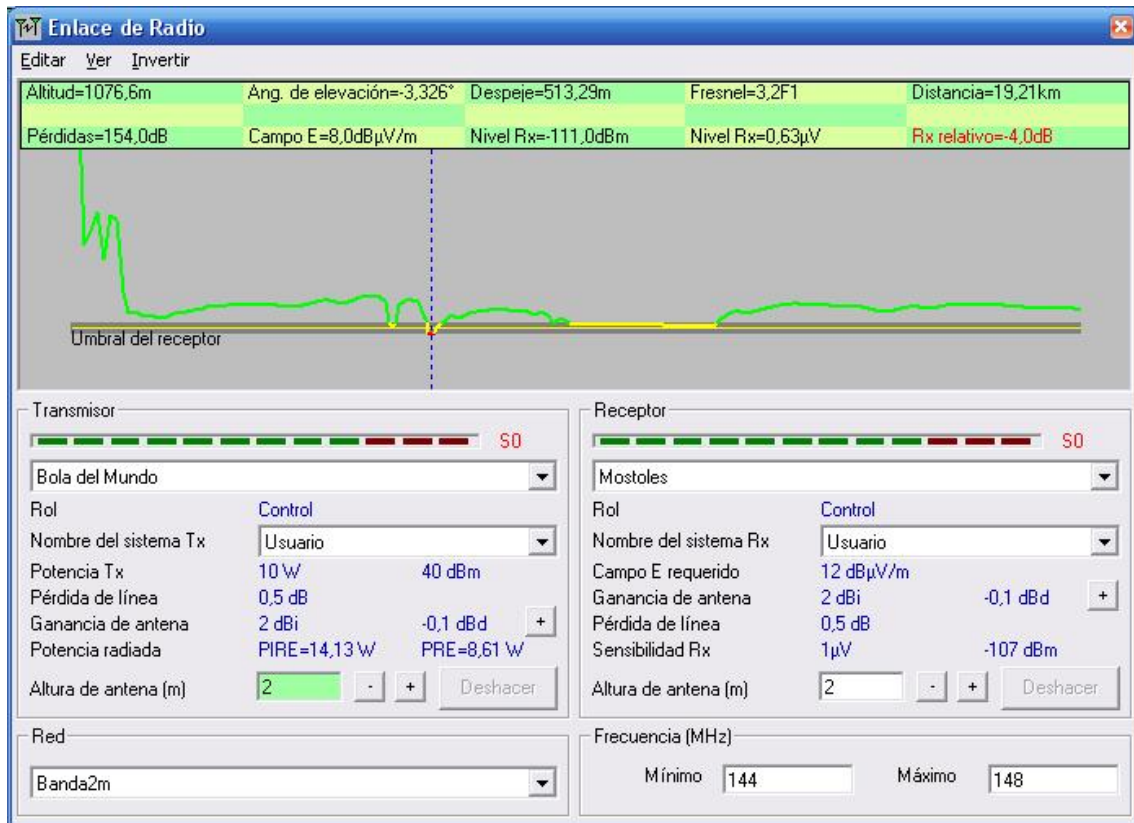 Enlace de Radio
Editar Ver Invertir
Altitud=1076,6m Ang. de elevación=-3,326° Despeje=513,29m Fresnel=3,2F1 Distancia=19,21km
Pérdidas=154,0dB Campo E=8,0dBµV/m Nivel Rx=-111,0dBm Nivel Rx=0,63µV Rx relativo=-4,0dB
Umbral del receptor
Transmisor
S0
Bola del Mundo
Rol Control
Nombre del sistema Tx Usuario
Potencia Tx 10 W 40 dBm
Pérdida de línea 0,5 dB
Ganancia de antena 2 dBi -0,1 dBd +
Potencia radiada PIRE=14,13 W PRE=8,61 W
Altura de antena (m) 2 - + Deshacer
Receptor
S0
Mostoles
Rol Control
Nombre del sistema Rx Usuario
Campo E requerido 12 dBµV/m
Ganancia de antena 2 dBi -0,1 dBd +
Pérdida de línea 0,5 dB
Sensibilidad Rx 1µV -107 dBm
Altura de antena (m) 2 - + Deshacer
Red
Banda2m
Frecuencia (MHz)
Mínimo 144 Máximo 148